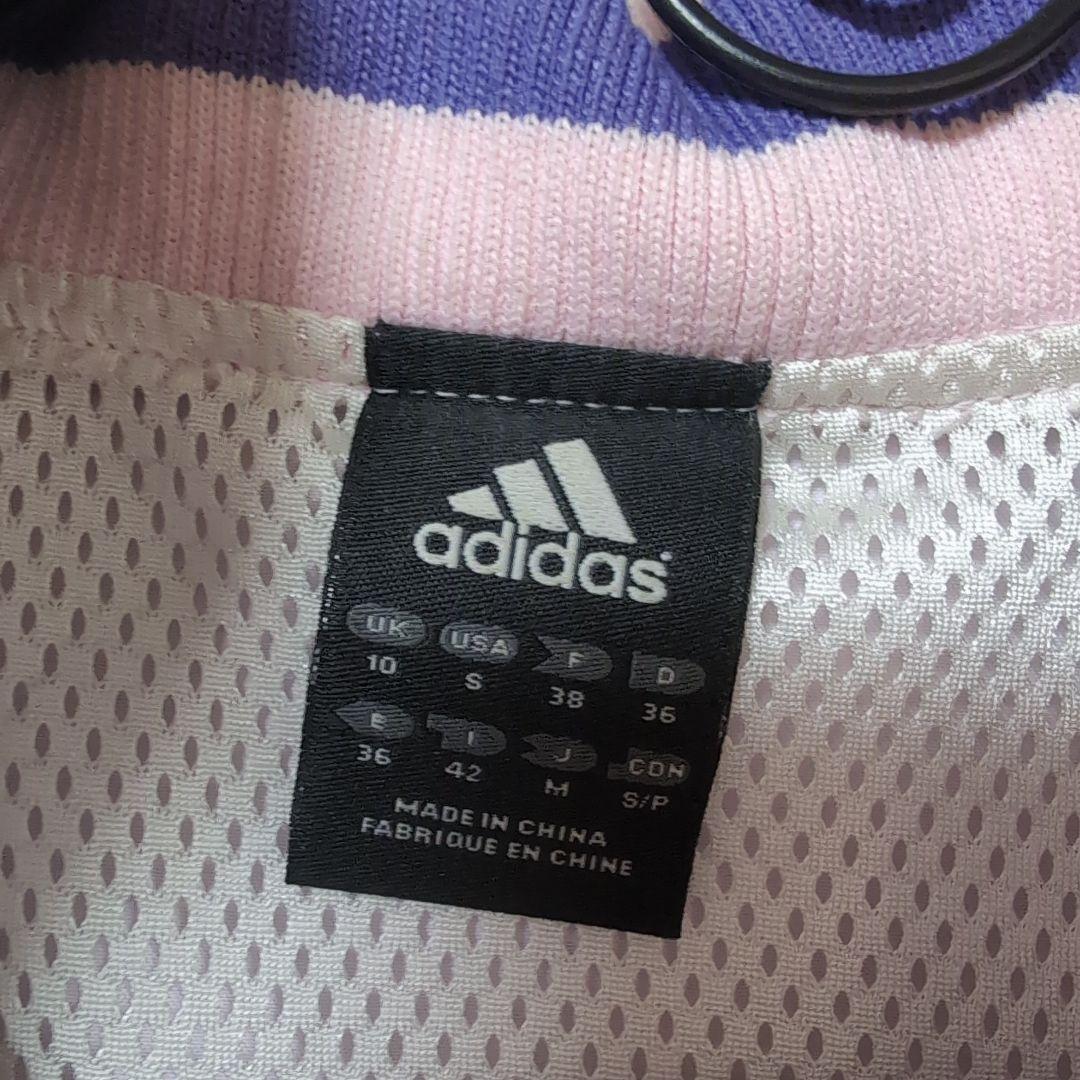 adidas
UK USA F D
10 S 38 36
E I J CDN
36 42 M S/P
MADE IN CHINA
FABRIQUE EN CHINE